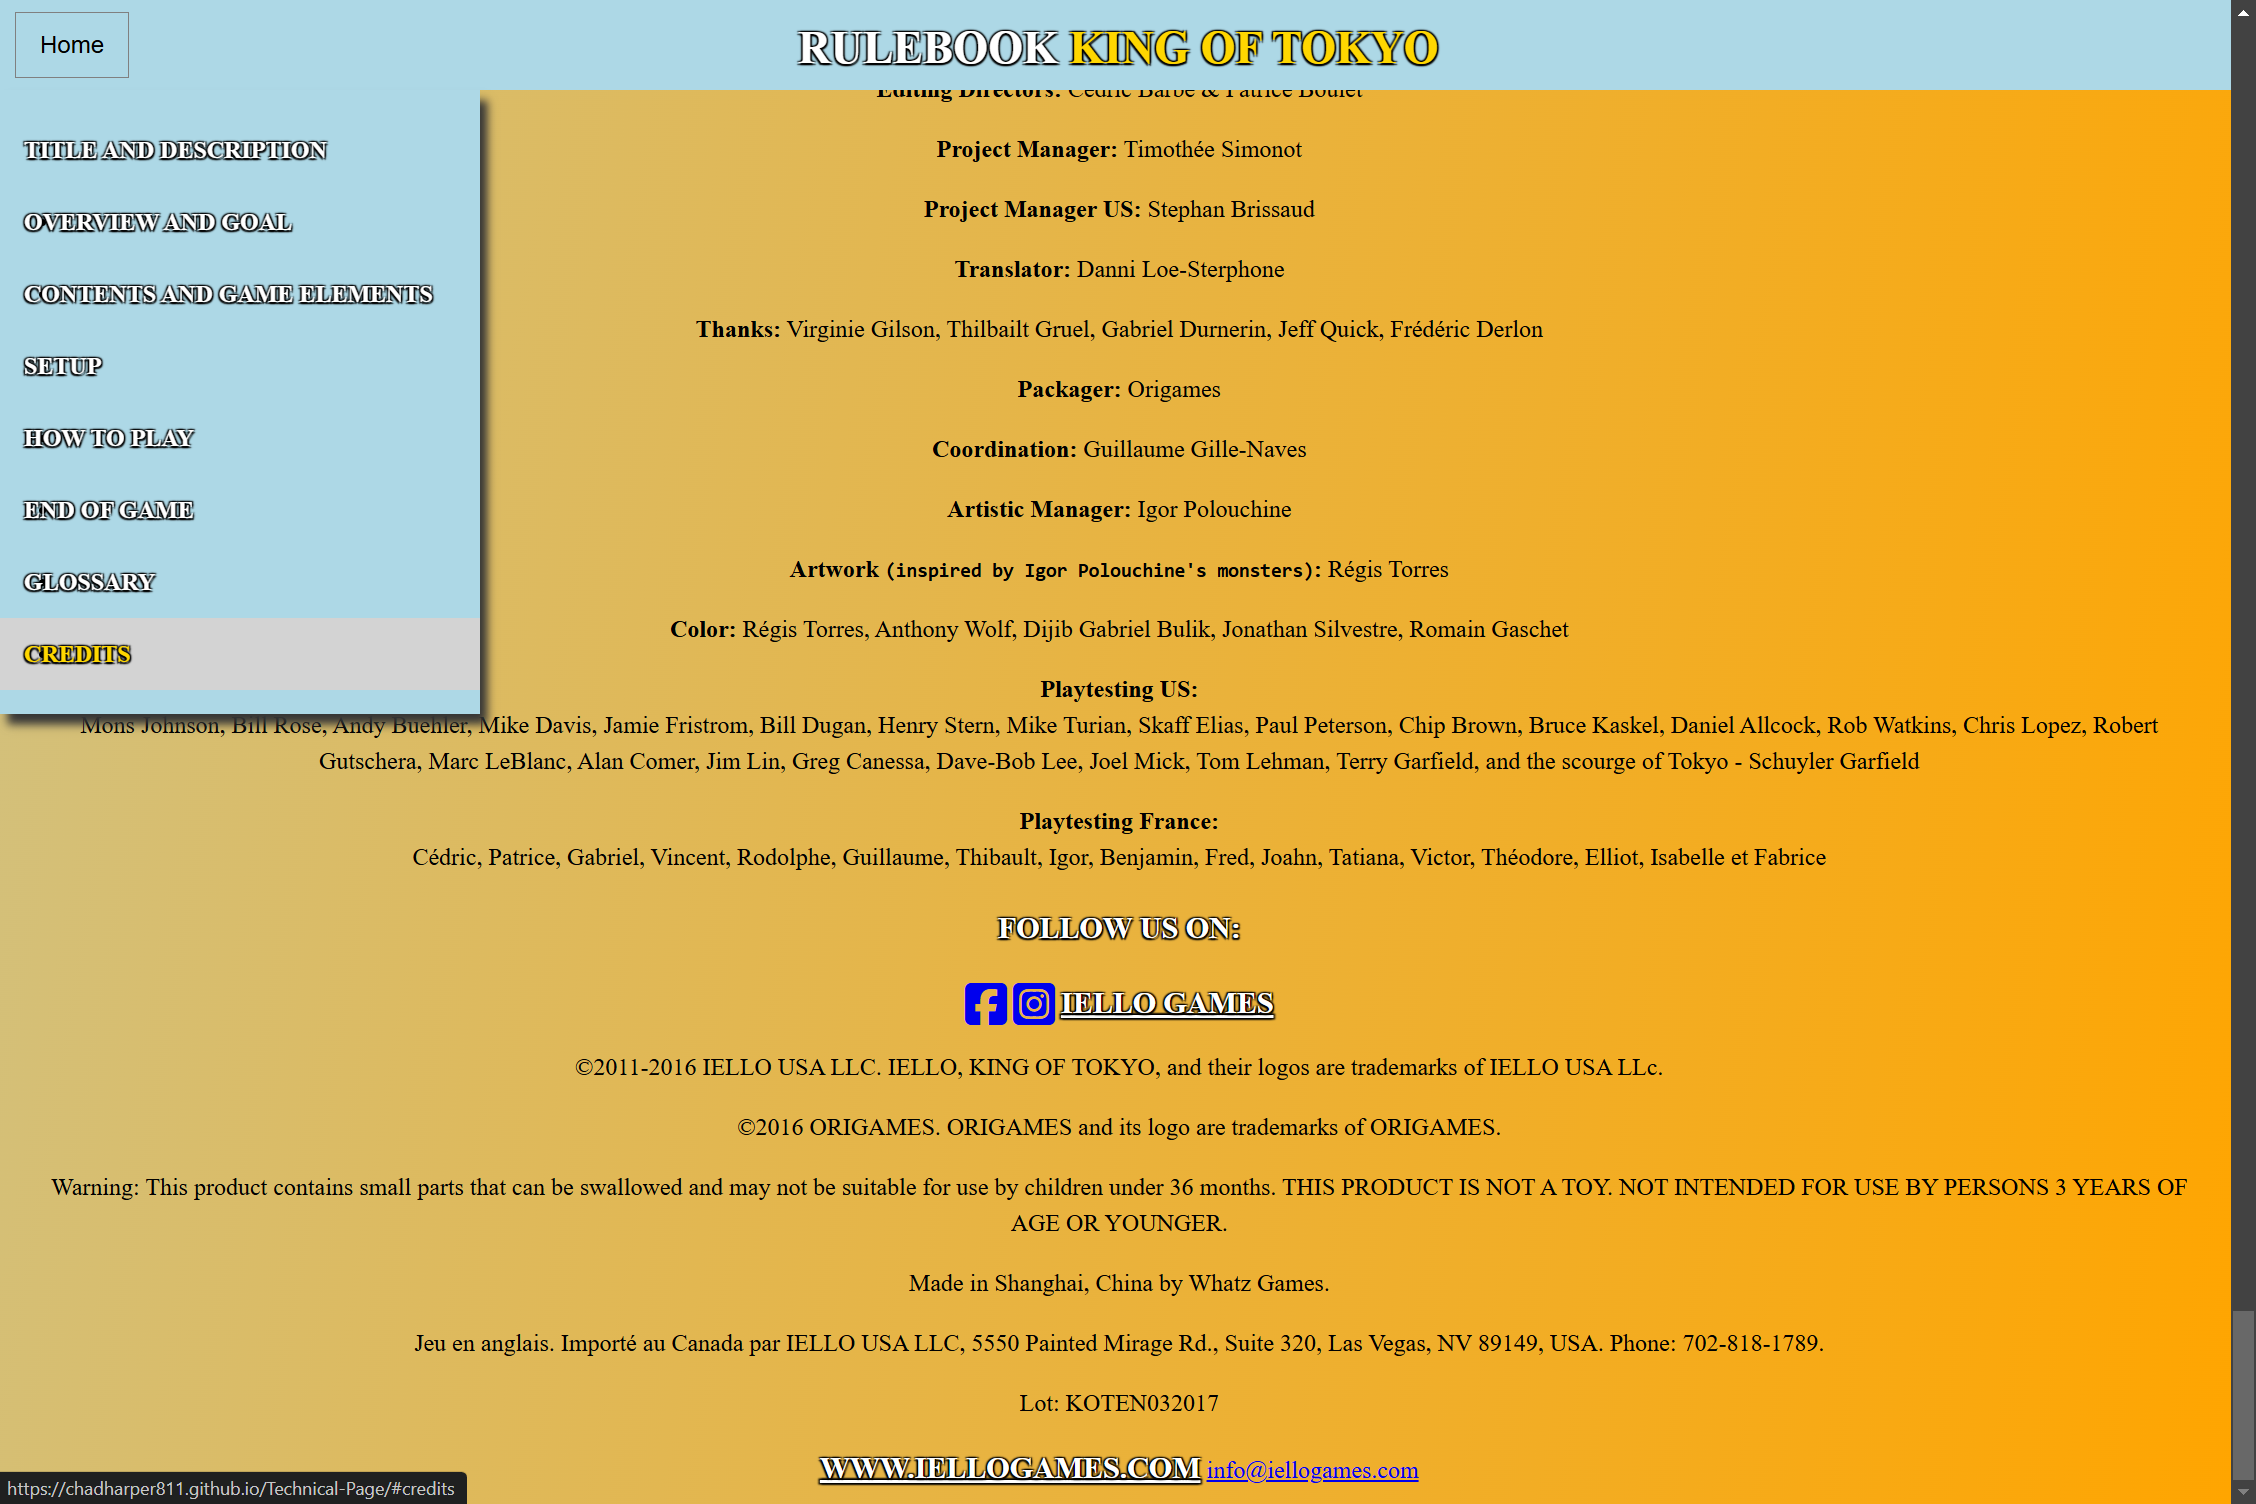 Home
RULEBOOK KING OF TOKYO
Editing Directors: Cédric Barbé & Patrice Boulet
TITLE AND DESCRIPTION
OVERVIEW AND GOAL
CONTENTS AND GAME ELEMENTS
SETUP
HOW TO PLAY
END OF GAME
GLOSSARY
CREDITS
Project Manager: Timothée Simonot
Project Manager US: Stephan Brissaud
Translator: Danni Loe-Sterphone
Thanks: Virginie Gilson, Thilbailt Gruel, Gabriel Durnerin, Jeff Quick, Frédéric Derlon
Packager: Origames
Coordination: Guillaume Gille-Naves
Artistic Manager: Igor Polouchine
Artwork (inspired by Igor Polouchine's monsters): Régis Torres
Color: Régis Torres, Anthony Wolf, Dijib Gabriel Bulik, Jonathan Silvestre, Romain Gaschet
Playtesting US:
Mons Johnson, Bill Rose, Andy Buehler, Mike Davis, Jamie Fristrom, Bill Dugan, Henry Stern, Mike Turian, Skaff Elias, Paul Peterson, Chip Brown, Bruce Kaskel, Daniel Allcock, Rob Watkins, Chris Lopez, Robert
Gutschera, Marc LeBlanc, Alan Comer, Jim Lin, Greg Canessa, Dave-Bob Lee, Joel Mick, Tom Lehman, Terry Garfield, and the scourge of Tokyo - Schuyler Garfield
Playtesting France:
Cédric, Patrice, Gabriel, Vincent, Rodolphe, Guillaume, Thibault, Igor, Benjamin, Fred, Joahn, Tatiana, Victor, Théodore, Elliot, Isabelle et Fabrice
FOLLOW US ON:
IELLO GAMES
©2011-2016 IELLO USA LLC. IELLO, KING OF TOKYO, and their logos are trademarks of IELLO USA LLc.
©2016 ORIGAMES. ORIGAMES and its logo are trademarks of ORIGAMES.
Warning: This product contains small parts that can be swallowed and may not be suitable for use by children under 36 months. THIS PRODUCT IS NOT A TOY. NOT INTENDED FOR USE BY PERSONS 3 YEARS OF
AGE OR YOUNGER.
Made in Shanghai, China by Whatz Games.
Jeu en anglais. Importé au Canada par IELLO USA LLC, 5550 Painted Mirage Rd., Suite 320, Las Vegas, NV 89149, USA. Phone: 702-818-1789.
Lot: KOTEN032017
WWW.IELLOGAMES.COM info@iellogames.com
https://chadharper811.github.io/Technical-Page/#credits